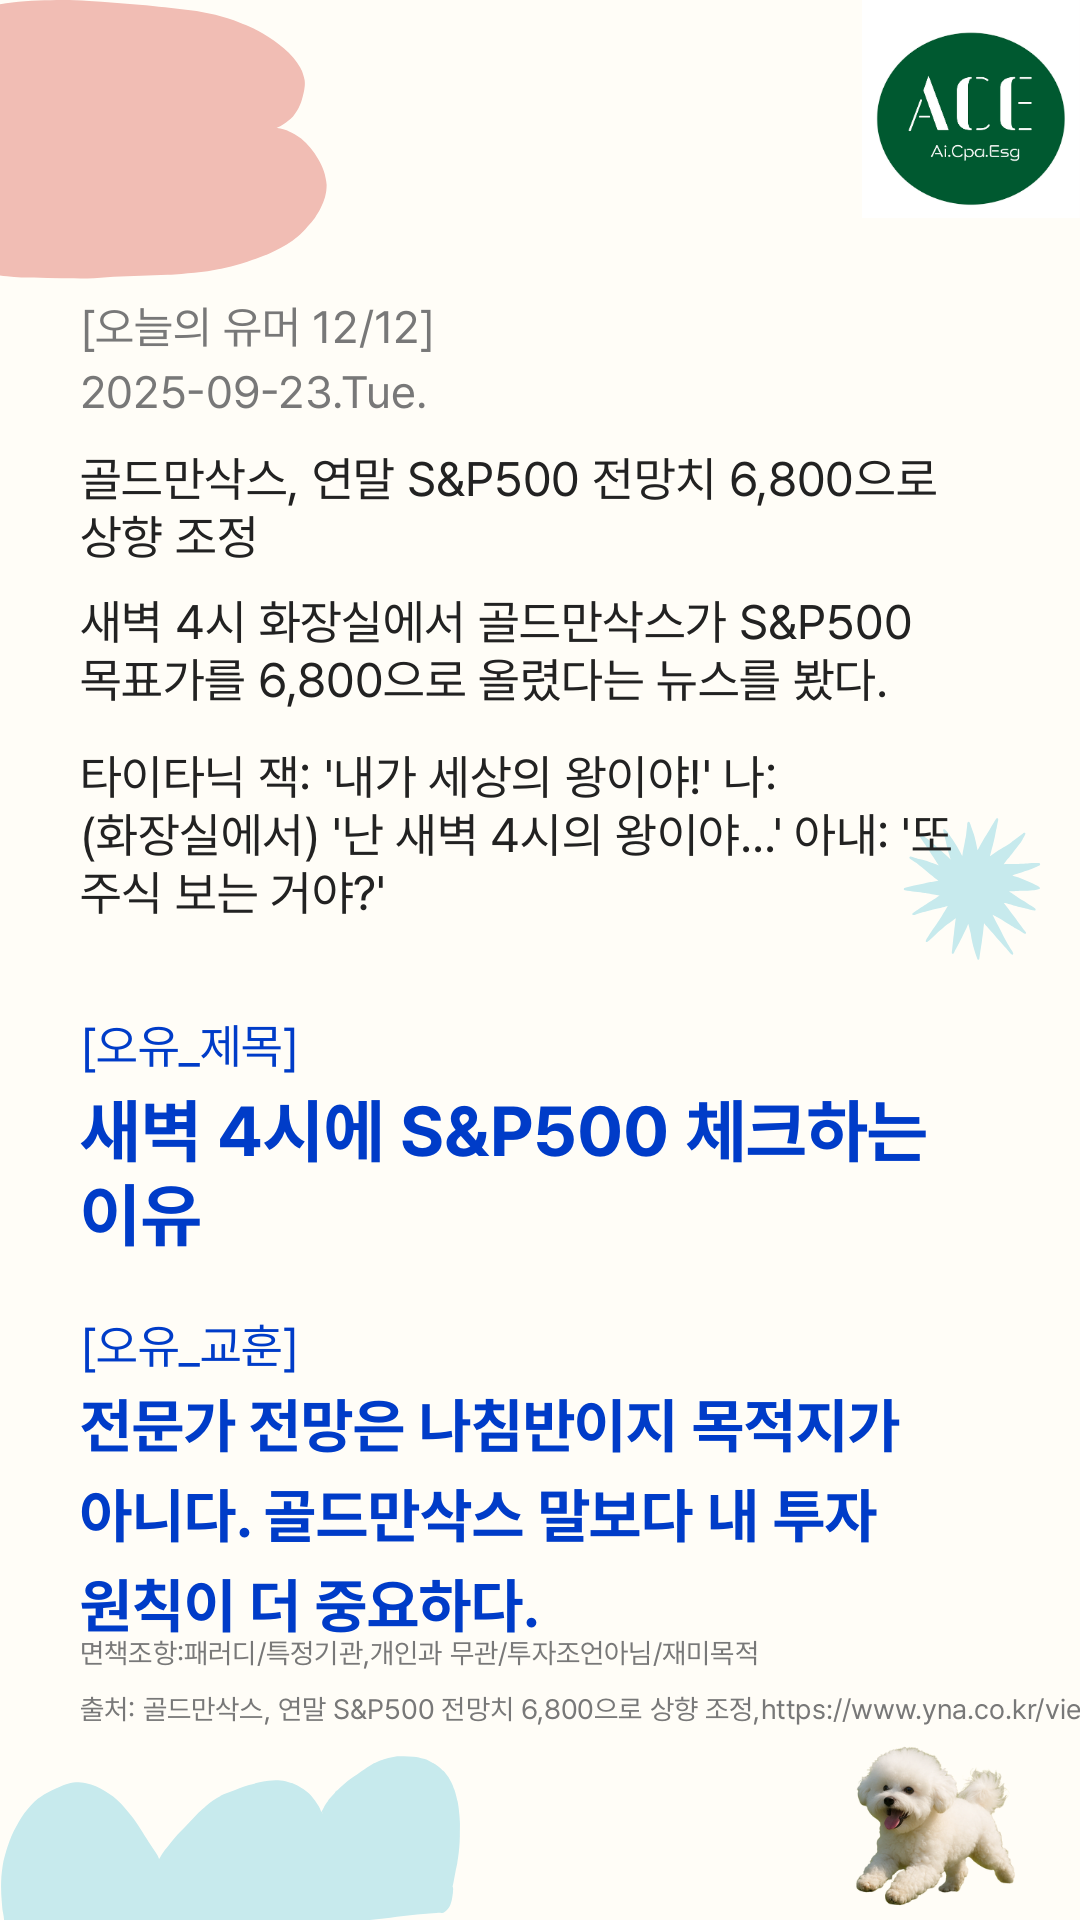 ACE
Ai.Cpa.Esg
[오늘의 유머 12/12]
2025-09-23.Tue.
골드만삭스, 연말 S&P500 전망치 6,800으로
상향 조정
새벽 4시 화장실에서 골드만삭스가 S&P500
목표가를 6,800으로 올렸다는 뉴스를 봤다.
타이타닉 잭: '내가 세상의 왕이야!' 나:
(화장실에서) '난 새벽 4시의 왕이야...' 아내: '또
주식 보는 거야?'
[오유_제목]
새벽 4시에 S&P500 체크하는
이유
[오유_교훈]
전문가 전망은 나침반이지 목적지가
아니다. 골드만삭스 말보다 내 투자
원칙이 더 중요하다.
면책조항:패러디/특정기관,개인과 무관/투자조언아님/재미목적
출처: 골드만삭스, 연말 S&P500 전망치 6,800으로 상향 조정,https://www.yna.co.kr/vie